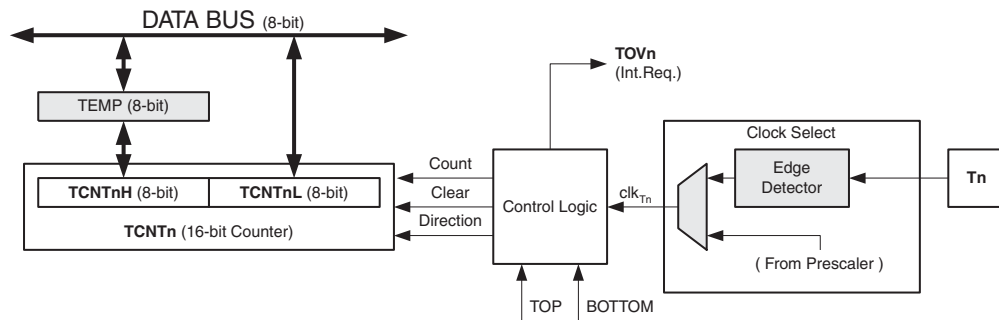 DATA BUS (8-bit)
TOVn
(Int.Req.)
TEMP (8-bit)
Clock Select
Count
Edge
Detector
Tn
TCNTnH (8-bit) TCNTnL (8-bit)
Clear
Control Logic
clkTn
TCNTn (16-bit Counter)
Direction
( From Prescaler )
TOP
BOTTOM